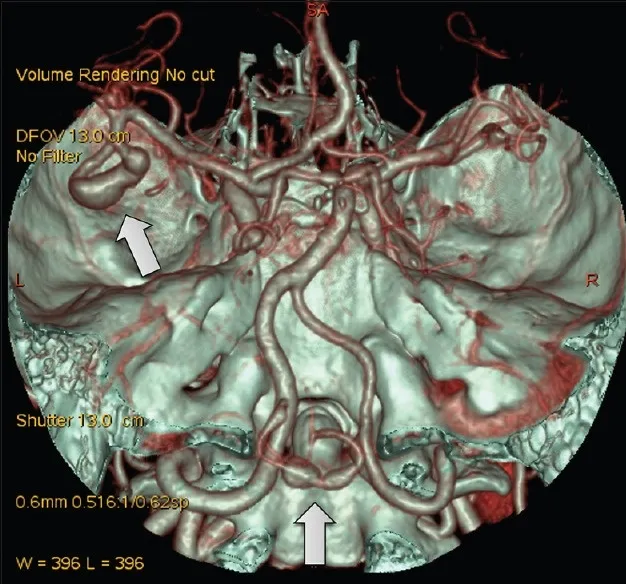 SA
Volume Rendering No cut
DFOV 13.0 cm
No Filter
L
R
Shutter 13.0 cm
0.6mm 0.516:1/0.62sp
W = 396 L = 396